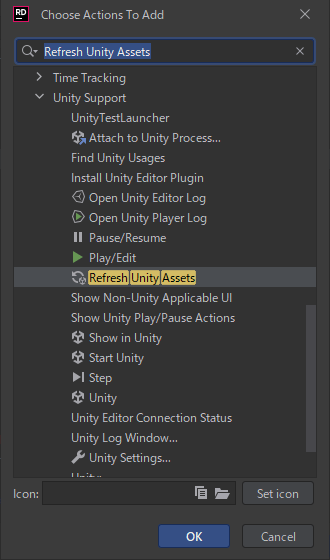 RD
Choose Actions To Add
Refresh Unity Assets
Time Tracking
Unity Support
UnityTestLauncher
Attach to Unity Process...
Find Unity Usages
Install Unity Editor Plugin
Open Unity Editor Log
Open Unity Player Log
Pause/Resume
Play/Edit
Refresh Unity Assets
Show Non-Unity Applicable UI
Show Unity Play/Pause Actions
Show in Unity
Start Unity
Step
Unity
Unity Editor Connection Status
Unity Log Window...
Unity Settings...
Icon:
Set icon
OK
Cancel